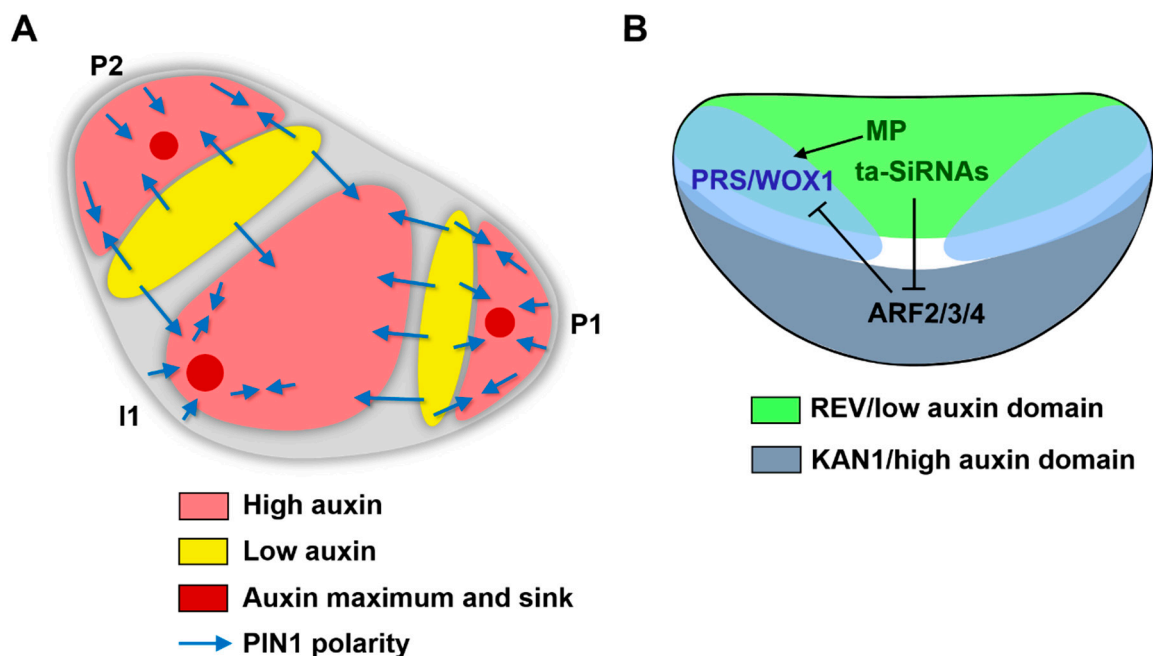 A
P2
P1
I1
High auxin
Low auxin
Auxin maximum and sink
PIN1 polarity
B
MP
PRS/WOX1
ta-SiRNAs
ARF2/3/4
REV/low auxin domain
KAN1/high auxin domain